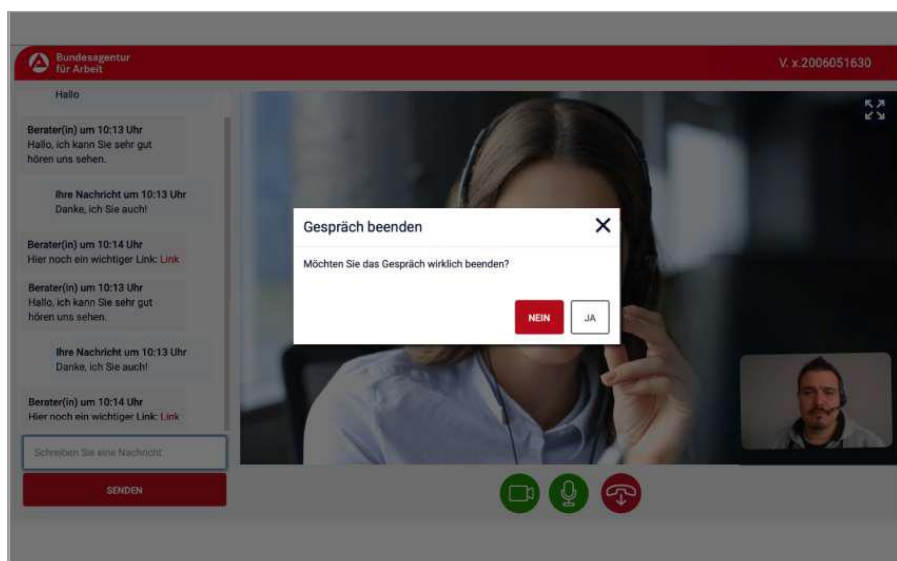 Bundesagentur
für Arbeit
V. x.2006051630
Hallo
Berater(in) um 10:13 Uhr
Hallo, ich kann Sie sehr gut
hören uns sehen.
Ihre Nachricht um 10:13 Uhr
Danke, ich Sie auch!
Berater(in) um 10:14 Uhr
Hier noch ein wichtiger Link: Link
Berater(in) um 10:13 Uhr
Hallo, ich kann Sie sehr gut
hören uns sehen.
Ihre Nachricht um 10:13 Uhr
Danke, ich Sie auch!
Berater(in) um 10:14 Uhr
Hier noch ein wichtiger Link: Link
Schreiben Sie eine Nachricht
SENDEN
Gespräch beenden
Möchten Sie das Gespräch wirklich beenden?
NEIN
JA